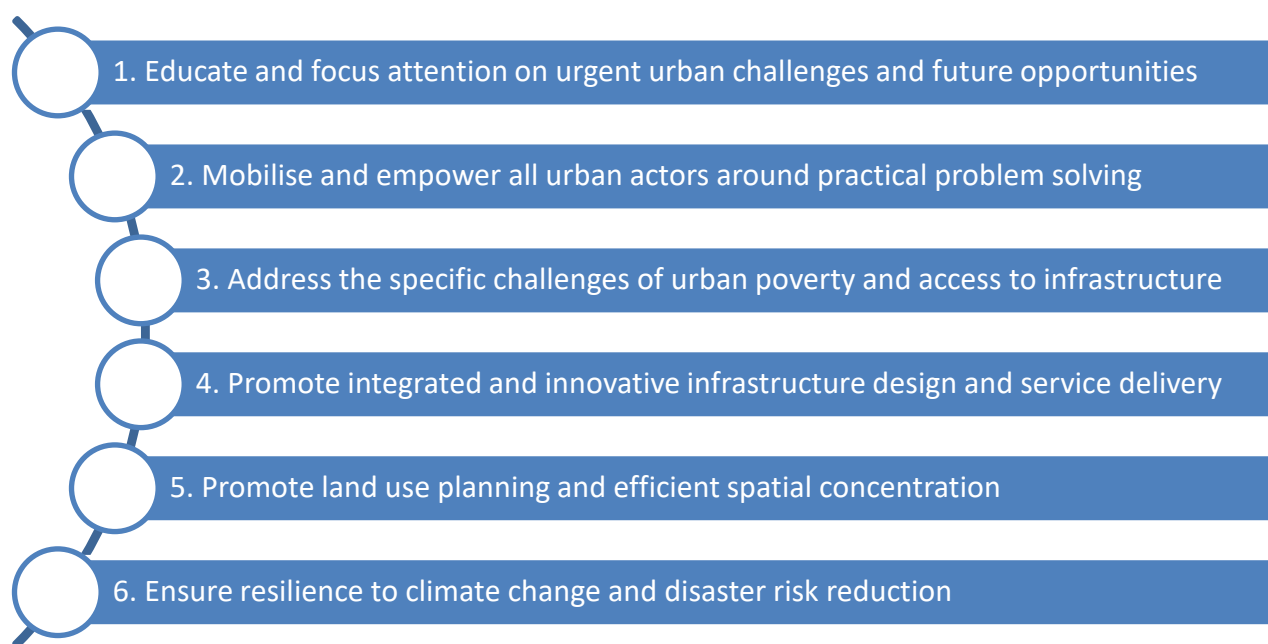 1. Educate and focus attention on urgent urban challenges and future opportunities
2. Mobilise and empower all urban actors around practical problem solving
3. Address the specific challenges of urban poverty and access to infrastructure
4. Promote integrated and innovative infrastructure design and service delivery
5. Promote land use planning and efficient spatial concentration
6. Ensure resilience to climate change and disaster risk reduction